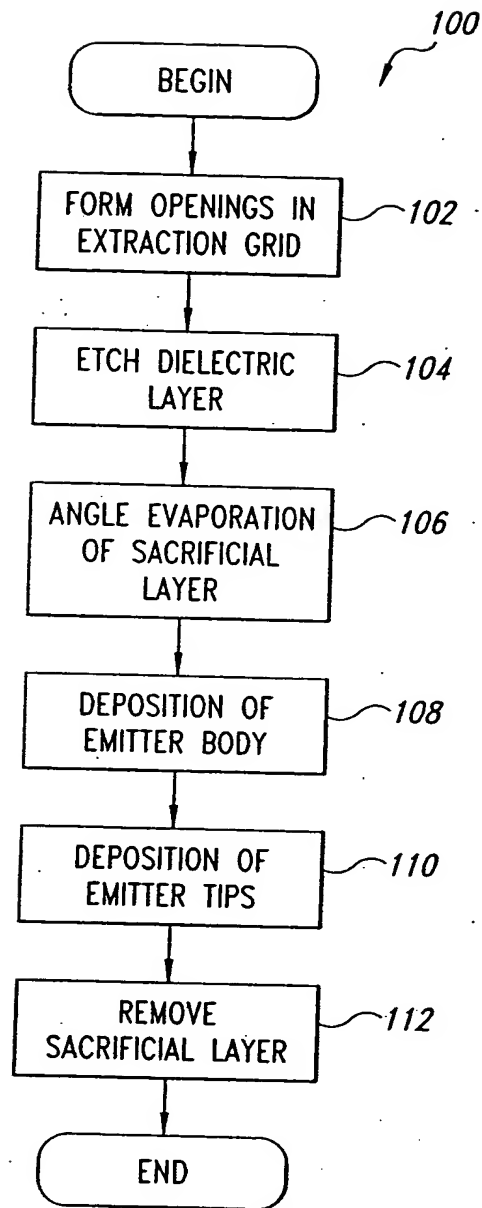 100
BEGIN
FORM OPENINGS IN
EXTRACTION GRID
102
ETCH DIELECTRIC
LAYER
104
ANGLE EVAPORATION
OF SACRIFICIAL
LAYER
106
DEPOSITION OF
EMITTER BODY
108
DEPOSITION OF
EMITTER TIPS
110
REMOVE
SACRIFICIAL LAYER
112
END